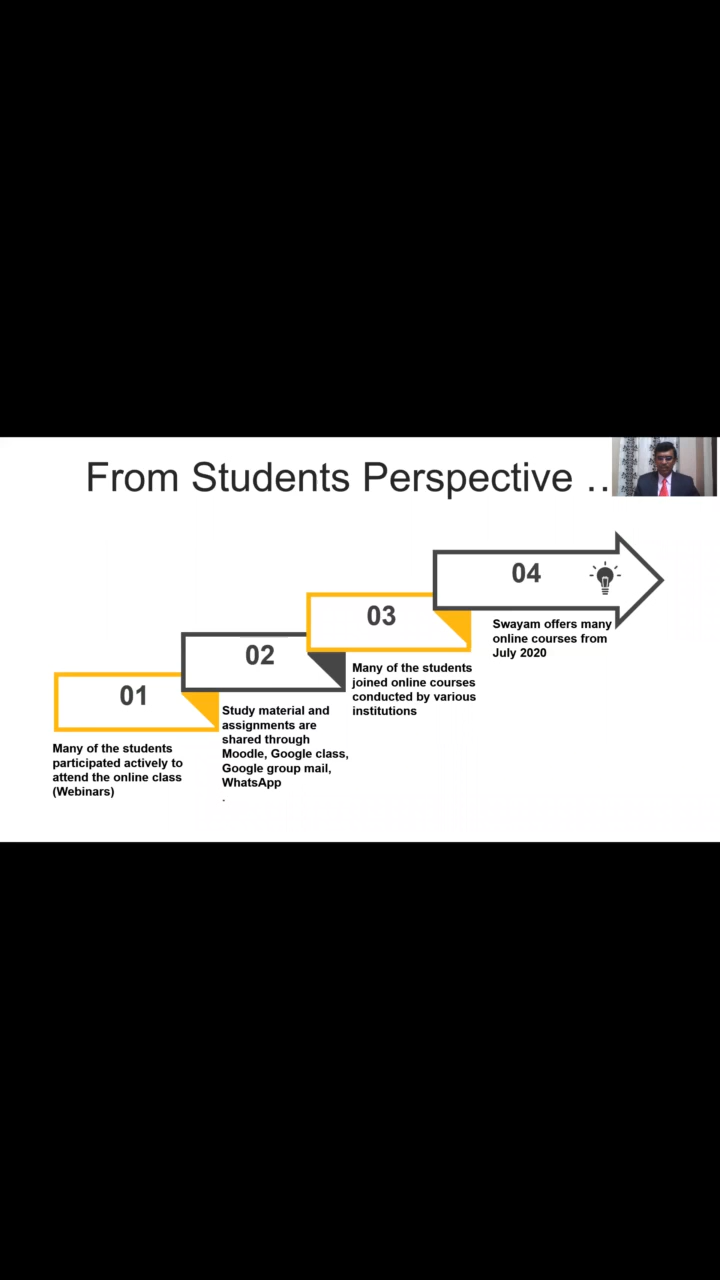 From Students Perspective ..
04
Swayam offers many
online courses from
July 2020
03
Many of the students
joined online courses
conducted by various
institutions
02
Study material and
assignments are
shared through
Moodle, Google class,
Google group mail,
WhatsApp
.
01
Many of the students
participated actively to
attend the online class
(Webinars)